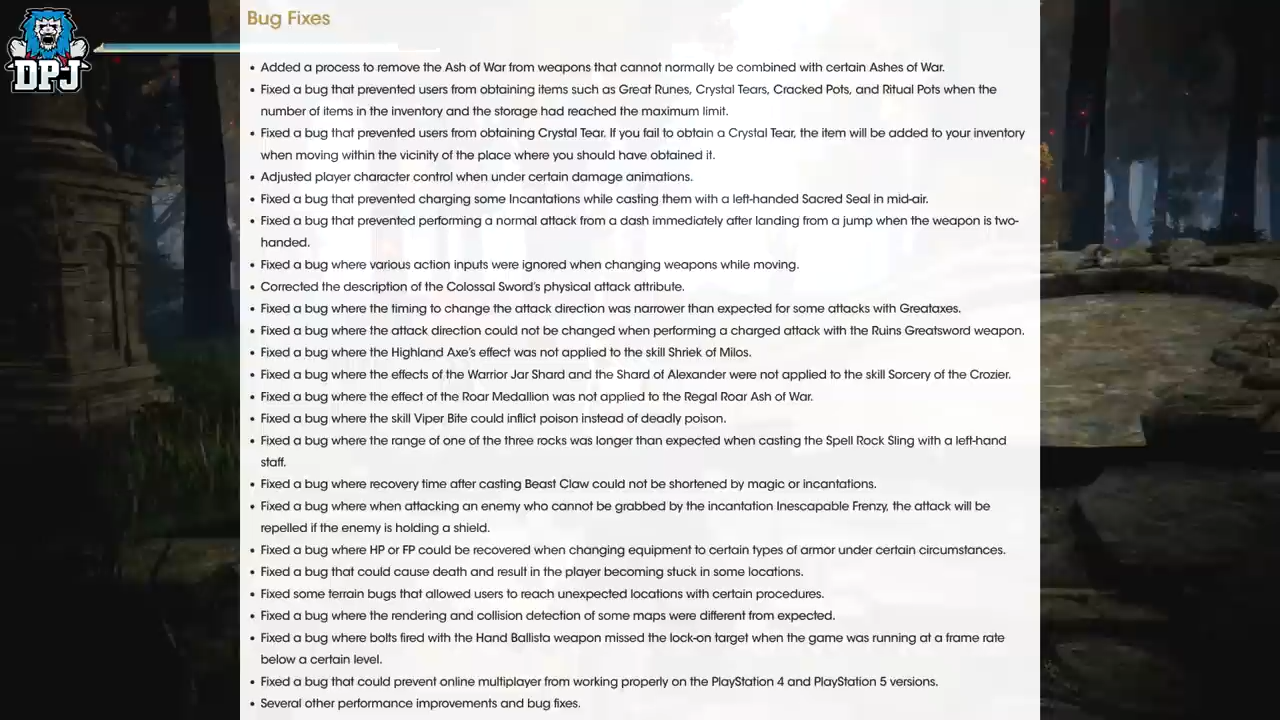 Bug Fixes
DPJ
• Added a process to remove the Ash of War from weapons that cannot normally be combined with certain Ashes of War.
• Fixed a bug that prevented users from obtaining items such as Great Runes, Crystal Tears, Cracked Pots, and Ritual Pots when the
number of items in the inventory and the storage had reached the maximum limit.
• Fixed a bug that prevented users from obtaining Crystal Tear. If you fail to obtain a Crystal Tear, the item will be added to your inventory
when moving within the vicinity of the place where you should have obtained it.
• Adjusted player character control when under certain damage animations.
• Fixed a bug that prevented charging some Incantations while casting them with a left-handed Sacred Seal in mid-air.
• Fixed a bug that prevented performing a normal attack from a dash immediately after landing from a jump when the weapon is two-
handed.
• Fixed a bug where various action inputs were ignored when changing weapons while moving.
• Corrected the description of the Colossal Sword's physical attack attribute.
• Fixed a bug where the timing to change the attack direction was narrower than expected for some attacks with Greataxes.
• Fixed a bug where the attack direction could not be changed when performing a charged attack with the Ruins Greatsword weapon.
• Fixed a bug where the Highland Axe's effect was not applied to the skill Shriek of Milos.
• Fixed a bug where the effects of the Warrior Jar Shard and the Shard of Alexander were not applied to the skill Sorcery of the Crozier.
• Fixed a bug where the effect of the Roar Medallion was not applied to the Regal Roar Ash of War.
• Fixed a bug where the skill Viper Bite could inflict poison instead of deadly poison.
• Fixed a bug where the range of one of the three rocks was longer than expected when casting the Spell Rock Sling with a left-hand
staff.
• Fixed a bug where recovery time after casting Beast Claw could not be shortened by magic or incantations.
• Fixed a bug where when attacking an enemy who cannot be grabbed by the incantation Inescapable Frenzy, the attack will be
repelled if the enemy is holding a shield.
• Fixed a bug where HP or FP could be recovered when changing equipment to certain types of armor under certain circumstances.
• Fixed a bug that could cause death and result in the player becoming stuck in some locations.
• Fixed some terrain bugs that allowed users to reach unexpected locations with certain procedures.
• Fixed a bug where the rendering and collision detection of some maps were different from expected.
• Fixed a bug where bolts fired with the Hand Ballista weapon missed the lock-on target when the game was running at a frame rate
below a certain level.
• Fixed a bug that could prevent online multiplayer from working properly on the PlayStation 4 and PlayStation 5 versions.
• Several other performance improvements and bug fixes.